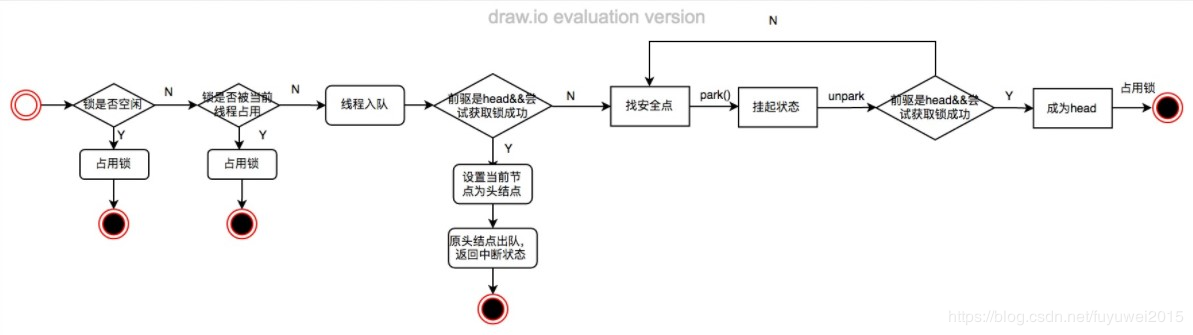 draw.io evaluation version
锁是否空闲
N
锁是否被当前
线程占用
N
线程入队
前驱是head&&尝
试获取锁成功
N
找安全点
park()
挂起状态
unpark
前驱是head&&尝
试获取锁成功
N
Y
成为head
占用锁
Y
占用锁
Y
占用锁
Y
设置当前节
点为头结点
原头结点出队,
返回中断状态
https://blog.csdn.net/fuyuwei2015